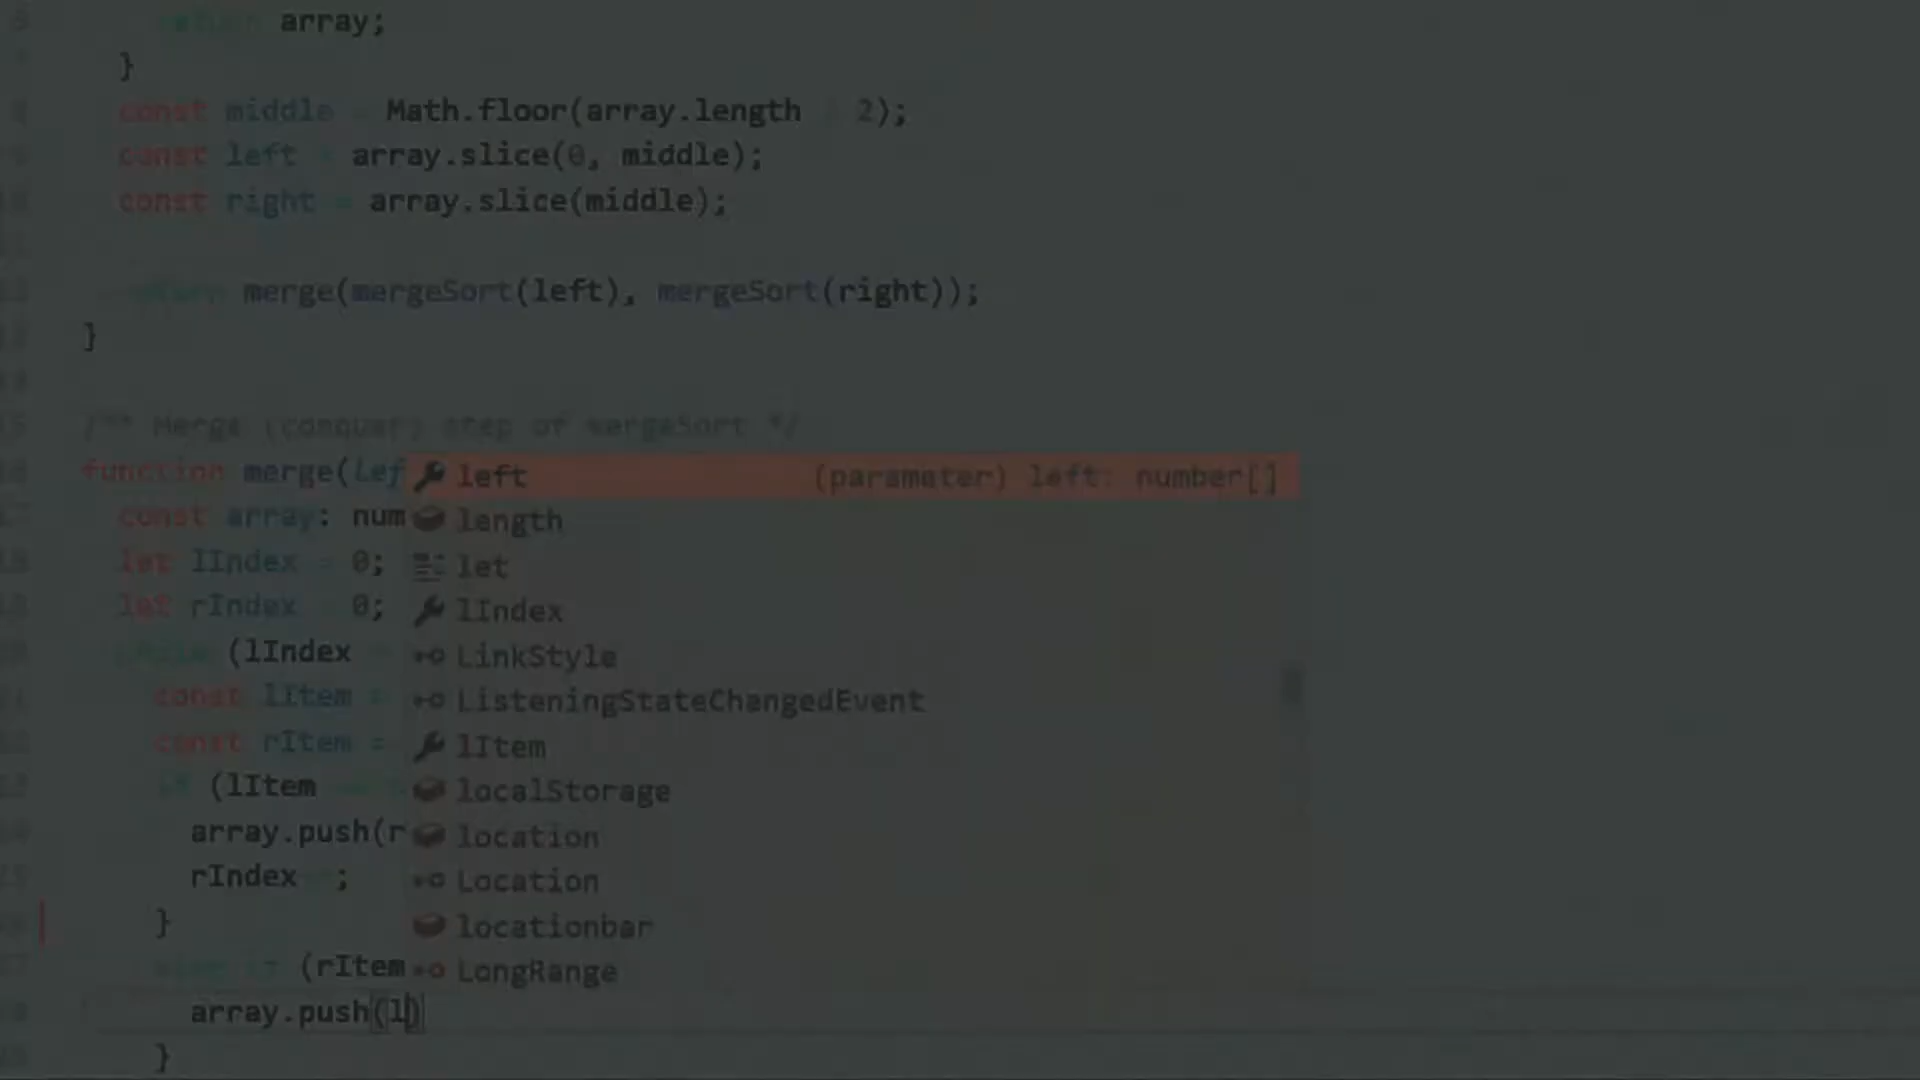 return array;
}
const middle = Math.floor(array.length / 2);
const left = array.slice(0, middle);
const right = array.slice(middle);
return merge(mergeSort(left), mergeSort(right));
}
/** Merge (conquer) step of mergeSort */
function merge(lef
const array: num
let lIndex = 0;
let rIndex = 0;
while (lIndex
const lItem =
const rItem =
if (lItem
array.push(r
rIndex++;
}
else if (rItem
array.push(l)
}
left (parameter) left: number[]
length
let
lIndex
LinkStyle
ListeningStateChangedEvent
lItem
localStorage
location
Location
locationbar
LongRange